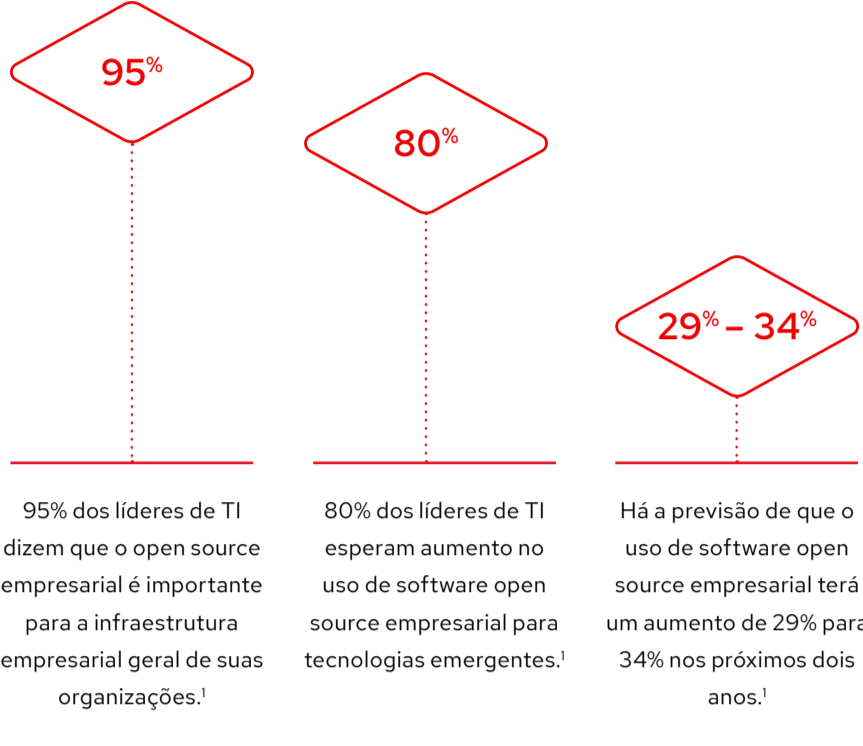 95%
80%
29% – 34%
95% dos líderes de TI
dizem que o open source
empresarial é importante
para a infraestrutura
empresarial geral de suas
organizações.¹
80% dos líderes de TI
esperam aumento no
uso de software open
source empresarial para
tecnologias emergentes.¹
Há a previsão de que o
uso de software open
source empresarial terá
um aumento de 29% para
34% nos próximos dois
anos.¹